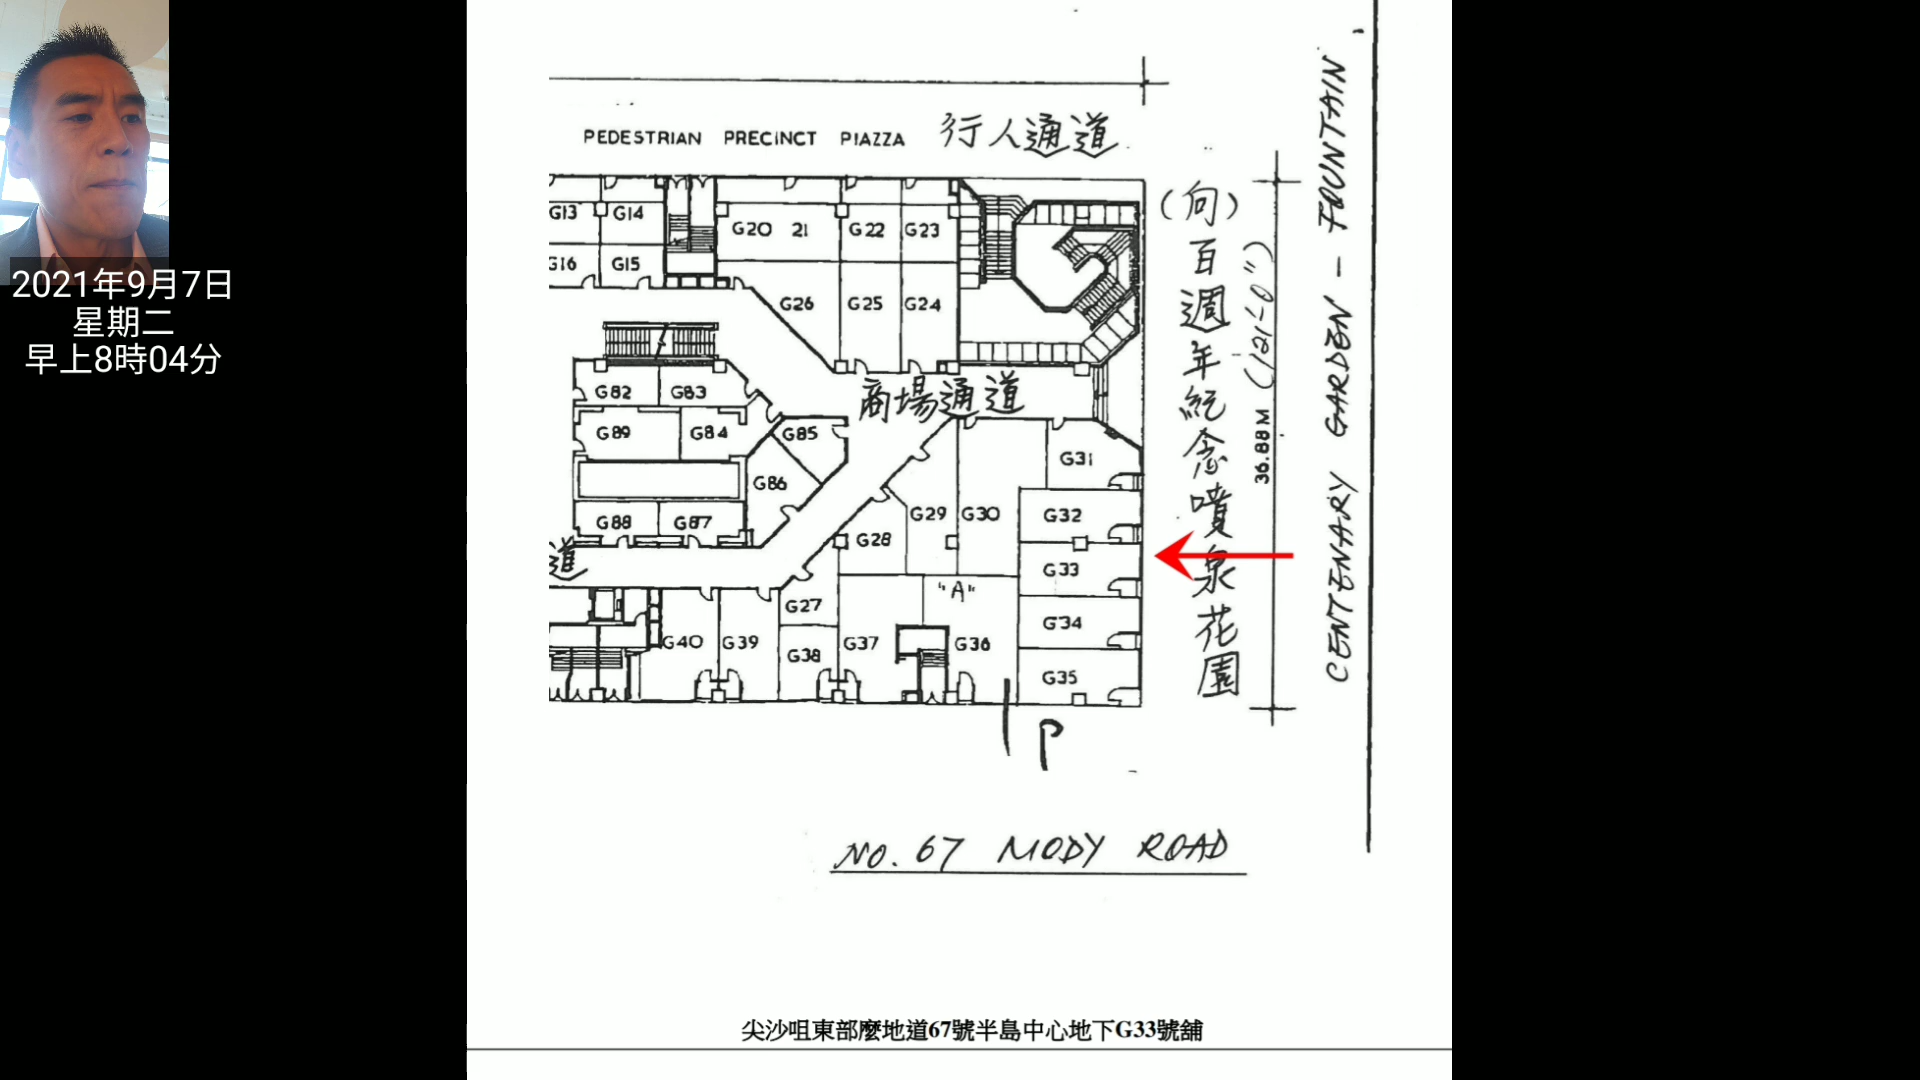 2021年9月7日
星期二
早上8時04分
PEDESTRIAN PRECINCT PIAZZA 行人通道
G13 G14
G16 G15
G20 21 G22 G23
G26 G25 G24
G82 G83
G89 G84 G85
G86
G88 G87
商場通道
道
G31
G29 G30 G32
G28
G33
"A"
G27 G34
G40 G39 G38 G37 G36
G35
P
(向)百週年紀念噴泉花園
36.88M (121'-0")
CENTENARY GARDEN - FOUNTAIN
NO. 67 MODY ROAD
尖沙咀東部麼地道67號半島中心地下G33號舖